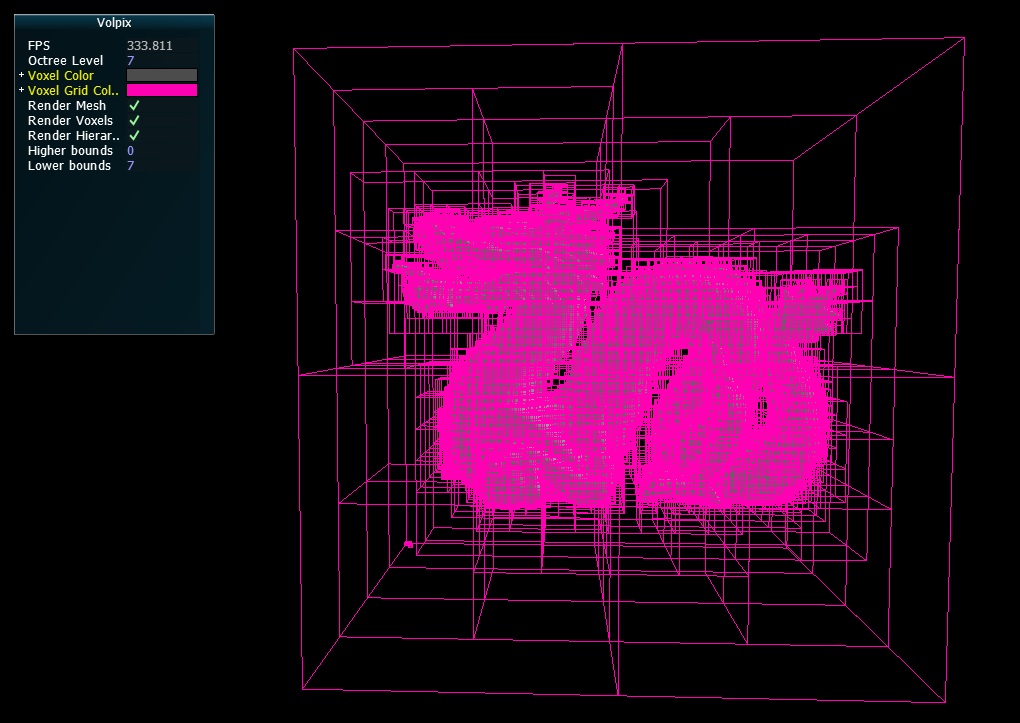 Volpix
FPS 333.811
Octree Level 7
+ Voxel Color
+ Voxel Grid Col..
Render Mesh ✓
Render Voxels ✓
Render Hierar.. ✓
Higher bounds 0
Lower bounds 7